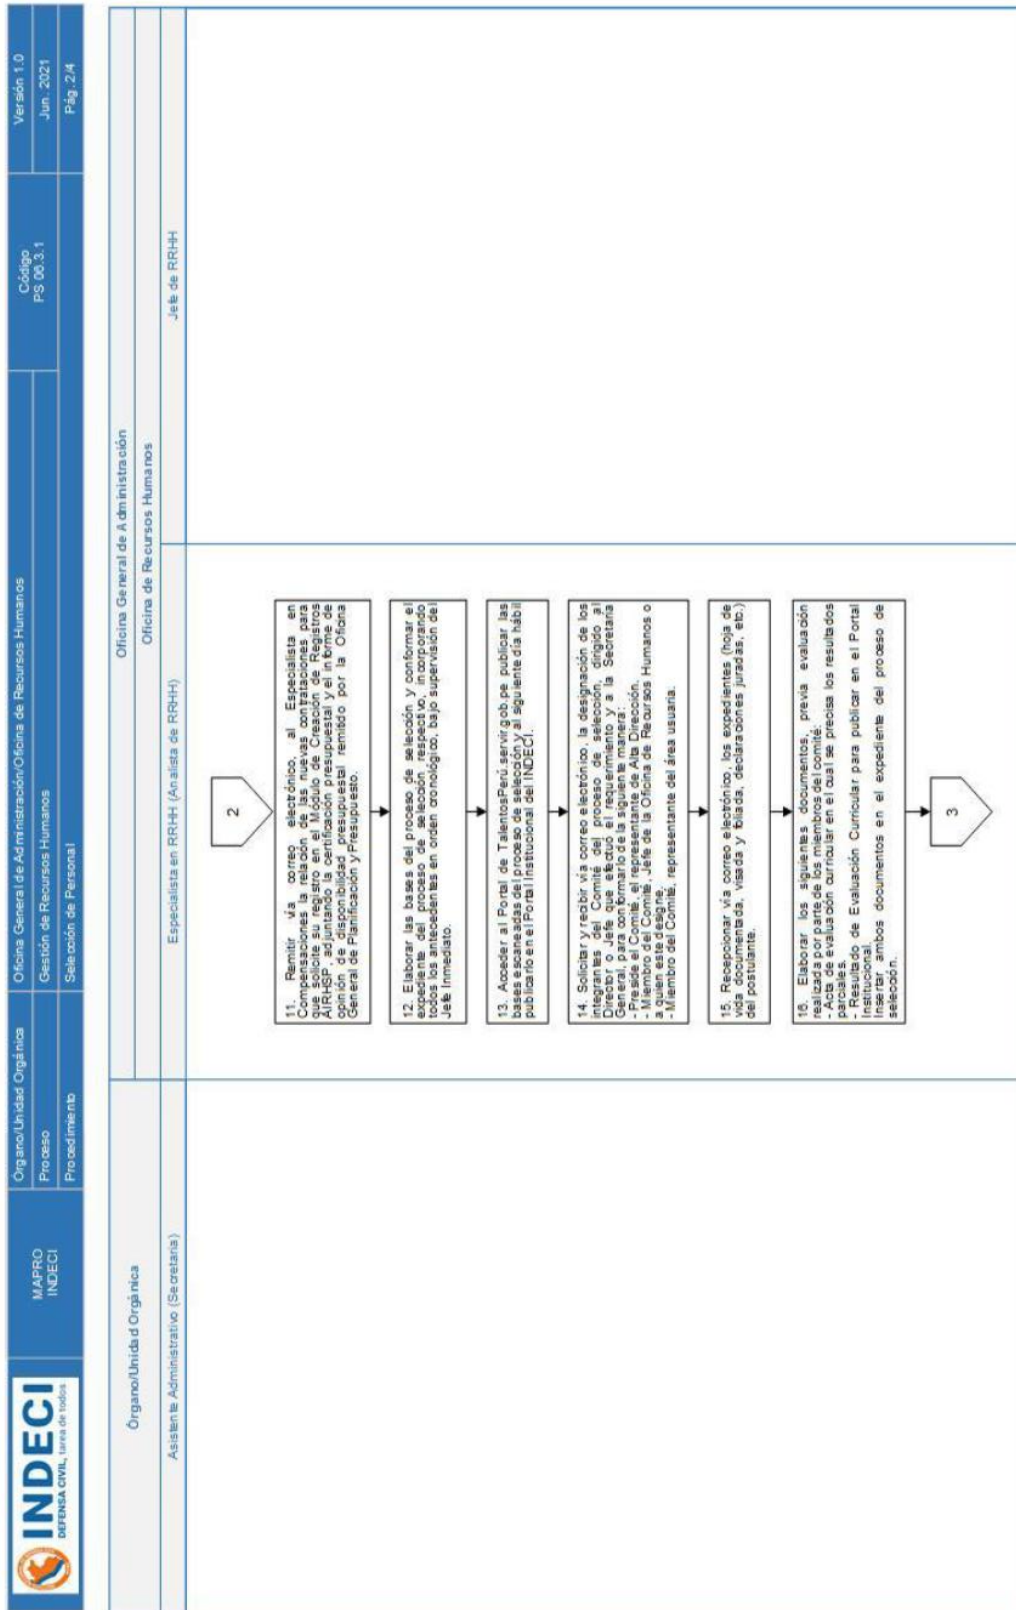 INDECI
DEFENSA CIVIL, tarea de todos
MAPRO
INDECI
Órgano/Unidad Orgánica
Oficina General de Administración/Oficina de Recursos Humanos
Código
PS 06.3.1
Versión 1.0
Proceso
Gestión de Recursos Humanos
Jun. 2021
Procedimiento
Selección de Personal
Pág.2/4
Órgano/Unidad Orgánica
Oficina General de Administración
Oficina de Recursos Humanos
Asistente Administrativo (Secretaria)
Especialista en RRHH (Analista de RRHH)
Jefe de RRHH
2
11. Remitir vía correo electrónico, al Especialista en
Compensaciones la relación de las nuevas contrataciones para
que solicite su registro en el Módulo de Creación de Registros
AIRHSP, adjuntando la certificación presupuestal y el informe de
opinión de disponibilidad presupuestal remitido por la Oficina
General de Planificación y Presupuesto.
12. Elaborar las bases del proceso de selección y conformar el
expediente del proceso de selección respectivo, incorporando
todos los antecedentes en orden cronológico, bajo supervisión del
Jefe Inmediato.
13. Acceder al Portal de TalentosPerú.servir.gob.pe publicar las
bases escaneadas del proceso de selección y al siguiente día hábil
publicarlo en el Portal Institucional del INDECI.
14. Solicitar y recibir vía correo electrónico, la designación de los
integrantes del Comité del proceso de selección, dirigido al
Director o Jefe que efectuó el requerimiento y a la Secretaria
General, para conformarlo de la siguiente manera:
- Preside el Comité, el representante de Alta Dirección.
- Miembro del Comité, Jefe de la Oficina de Recursos Humanos o
a quien este designe.
- Miembro del Comité, representante del área usuaria.
15. Recepcionar vía correo electrónico, los expedientes (hoja de
vida documentada, visada y foliada, declaraciones juradas, etc.)
del postulante.
16. Elaborar los siguientes documentos, previa evaluación
realizada por parte de los miembros del comité:
- Acta de evaluación curricular en el cual se precisa los resultados
parciales.
- Resultado de Evaluación Curricular para publicar en el Portal
Institucional.
Insertar ambos documentos en el expediente del proceso de
selección.
3